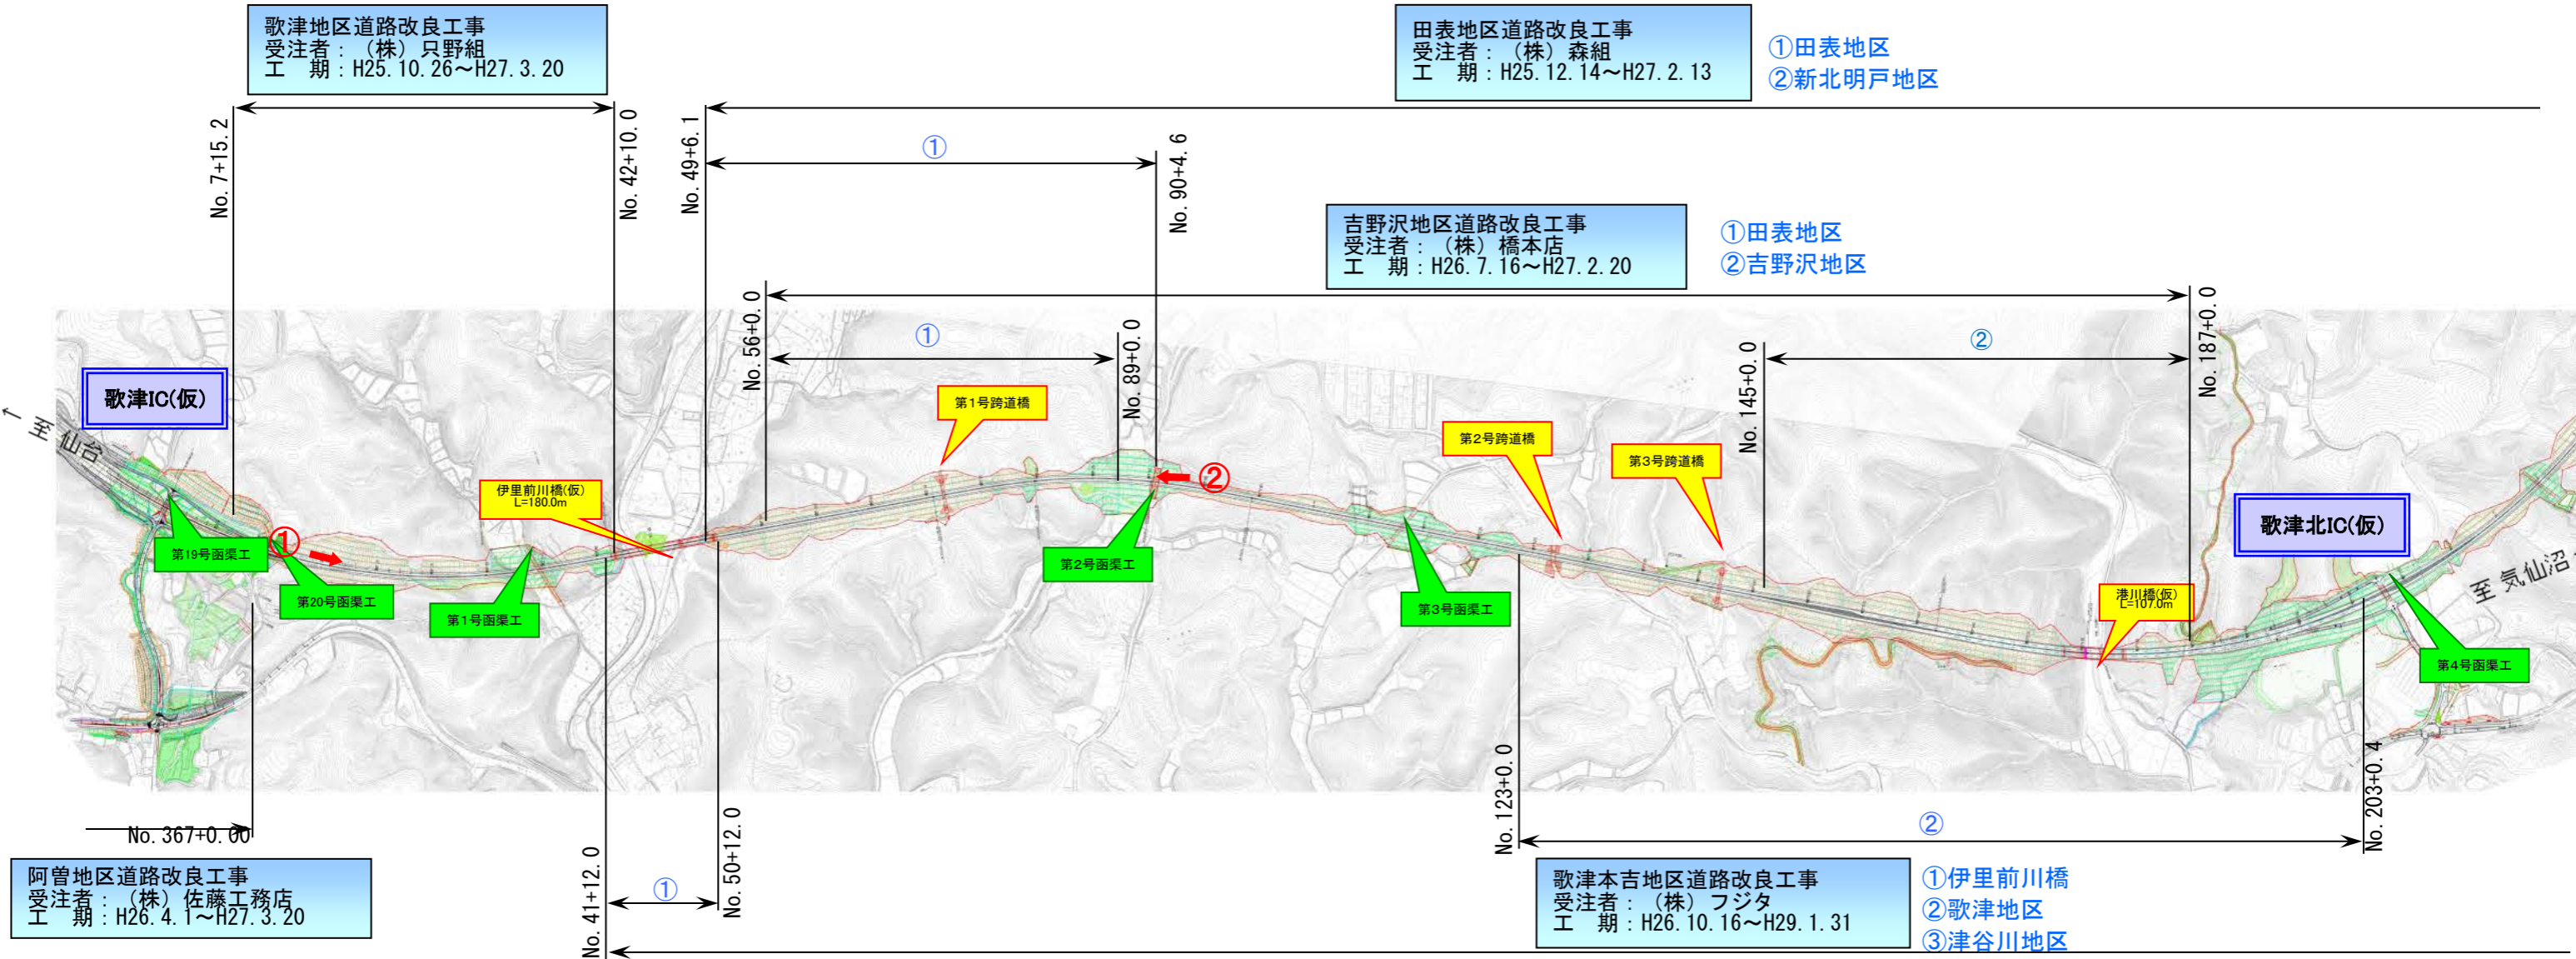 歌津地区道路改良工事
受注者：（株）只野組
工　期：H25.10.26～H27.3.20
田表地区道路改良工事
受注者：（株）森組
工　期：H25.12.14～H27.2.13
①田表地区
②新北明戸地区
No.7+15.2
No.42+10.0
No.49+6.1
①
No.90+4.6
吉野沢地区道路改良工事
受注者：（株）橋本店
工　期：H26.7.16～H27.2.20
①田表地区
②吉野沢地区
No.56+0.0
①
No.89+0.0
No.145+0.0
②
No.187+0.0
歌津IC(仮)
← 至 仙台
第1号跨道橋
第2号跨道橋
第3号跨道橋
伊里前川橋(仮)
L=180.0m
②
①
歌津北IC(仮)
至 気仙沼
第19号函渠工
第20号函渠工
第1号函渠工
第2号函渠工
第3号函渠工
港川橋(仮)
L=107.0m
第4号函渠工
No.367+0.00
No.41+12.0
①
No.50+12.0
No.123+0.0
②
No.203+0.4
阿曽地区道路改良工事
受注者：（株）佐藤工務店
工　期：H26.4.1～H27.3.20
歌津本吉地区道路改良工事
受注者：（株）フジタ
工　期：H26.10.16～H29.1.31
①伊里前川橋
②歌津地区
③津谷川地区